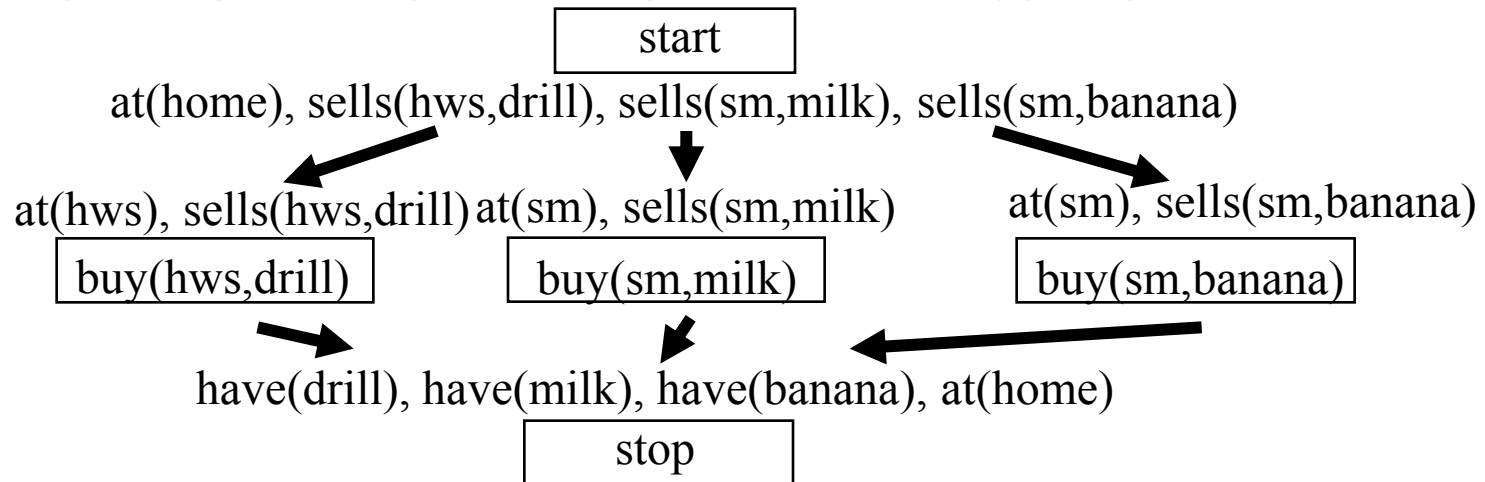 start
at(home), sells(hws,drill), sells(sm,milk), sells(sm,banana)
at(hws), sells(hws,drill) at(sm), sells(sm,milk) at(sm), sells(sm,banana)
buy(hws,drill) buy(sm,milk) buy(sm,banana)
have(drill), have(milk), have(banana), at(home)
stop